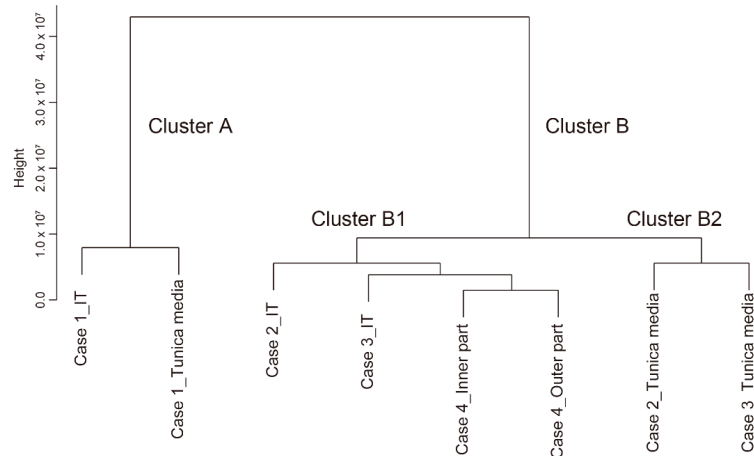 Height
4.0 x 10⁷
3.0 x 10⁷
2.0 x 10⁷
1.0 x 10⁷
0.0
Cluster A
Cluster B
Cluster B1
Cluster B2
Case 1_IT
Case 1_Tunica media
Case 2_IT
Case 3_IT
Case 4_Inner part
Case 4_Outer part
Case 2_Tunica media
Case 3_Tunica media